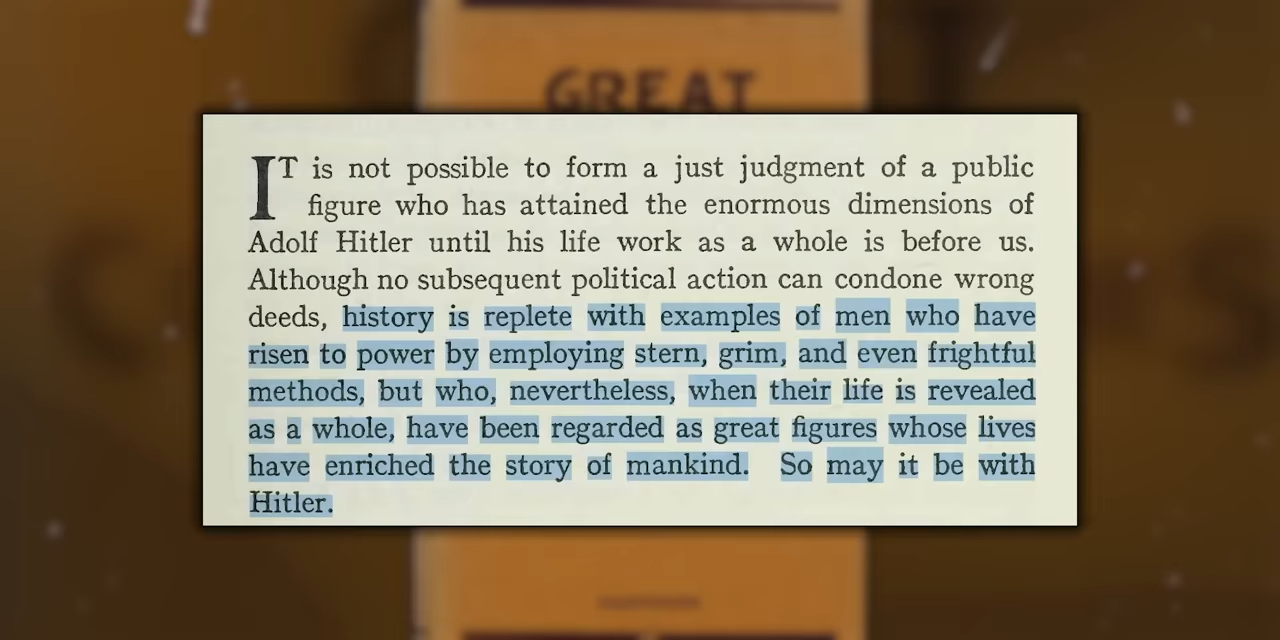 GREAT
IT is not possible to form a just judgment of a public
figure who has attained the enormous dimensions of
Adolf Hitler until his life work as a whole is before us.
Although no subsequent political action can condone wrong
deeds, history is replete with examples of men who have
risen to power by employing stern, grim, and even frightful
methods, but who, nevertheless, when their life is revealed
as a whole, have been regarded as great figures whose lives
have enriched the story of mankind. So may it be with
Hitler.